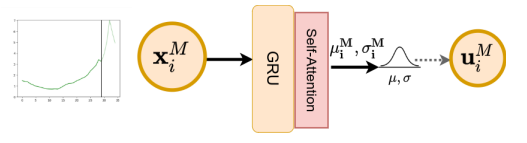 x_i^M
GRU
Self-Attention
μ_i^M, σ_i^M
μ, σ
u_i^M